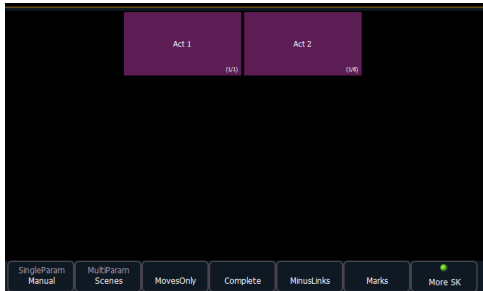 Act 1
(1/1)
Act 2
(1/6)
SingleParam
Manual
MultiParam
Scenes
MovesOnly
Complete
MinusLinks
Marks
More SK